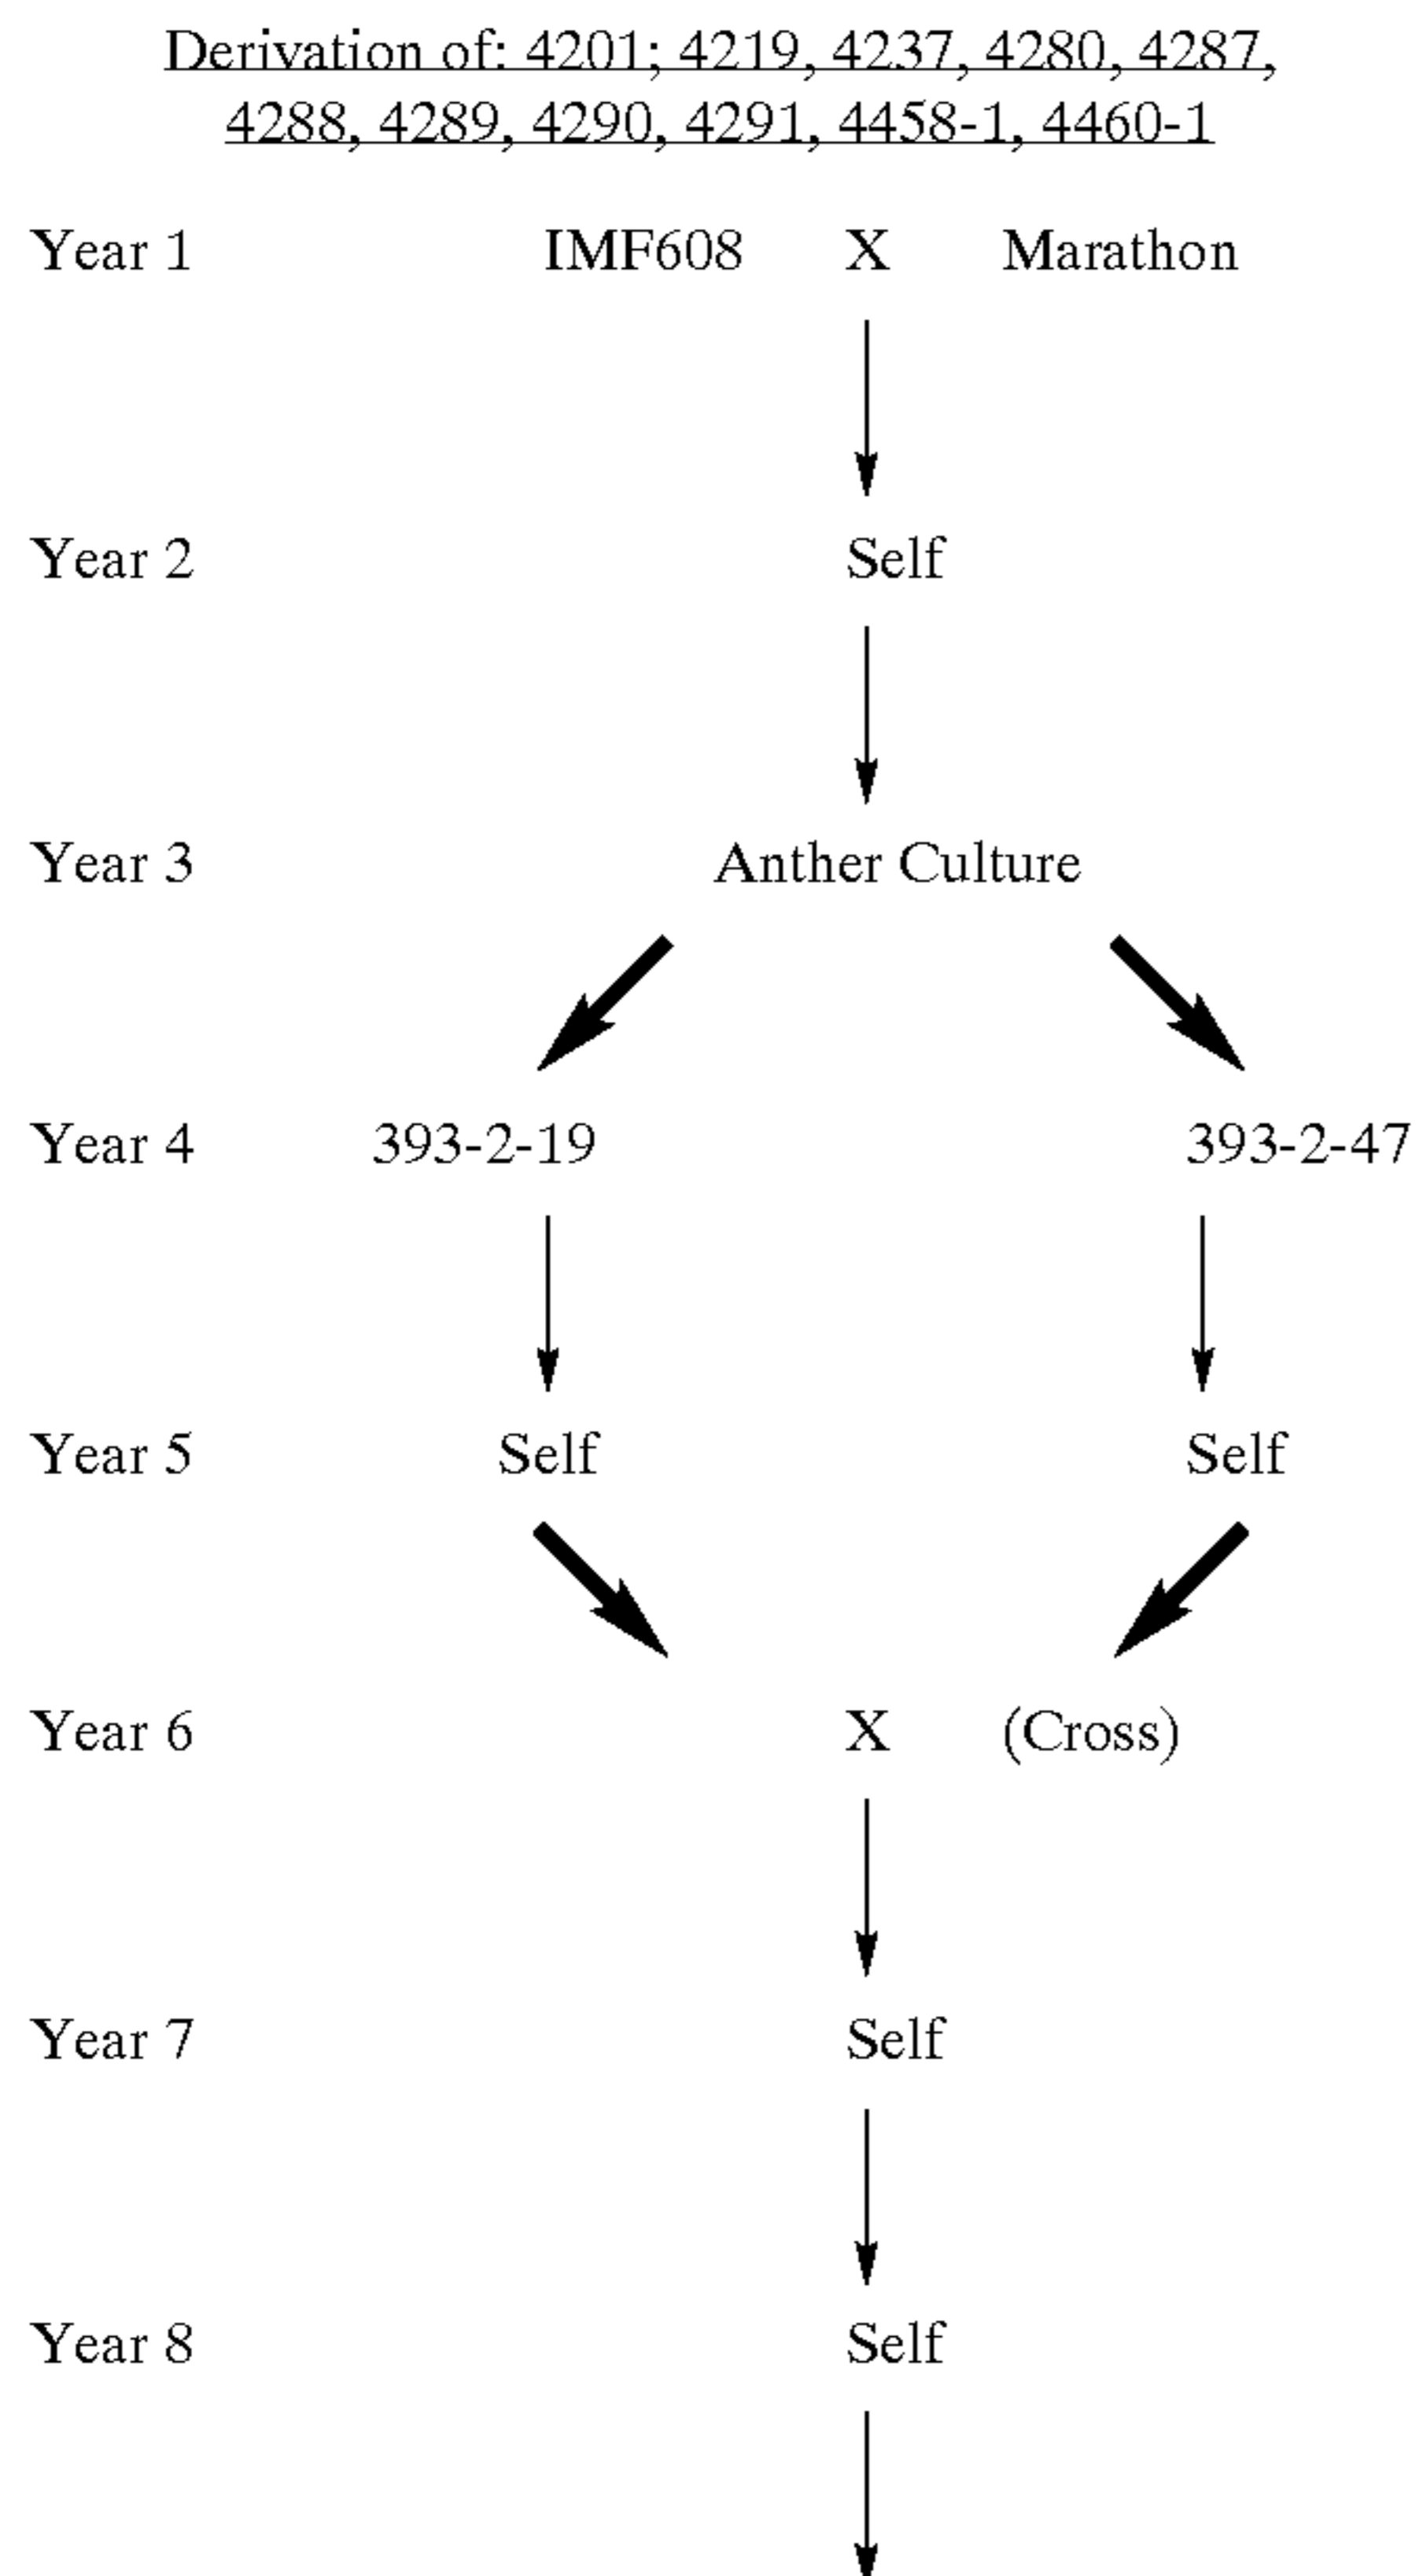 Derivation of: 4201; 4219, 4237, 4280, 4287,
4288, 4289, 4290, 4291, 4458-1, 4460-1
Year 1 IMF608 X Marathon
Year 2 Self
Year 3 Anther Culture
Year 4 393-2-19 393-2-47
Year 5 Self Self
Year 6 X (Cross)
Year 7 Self
Year 8 Self